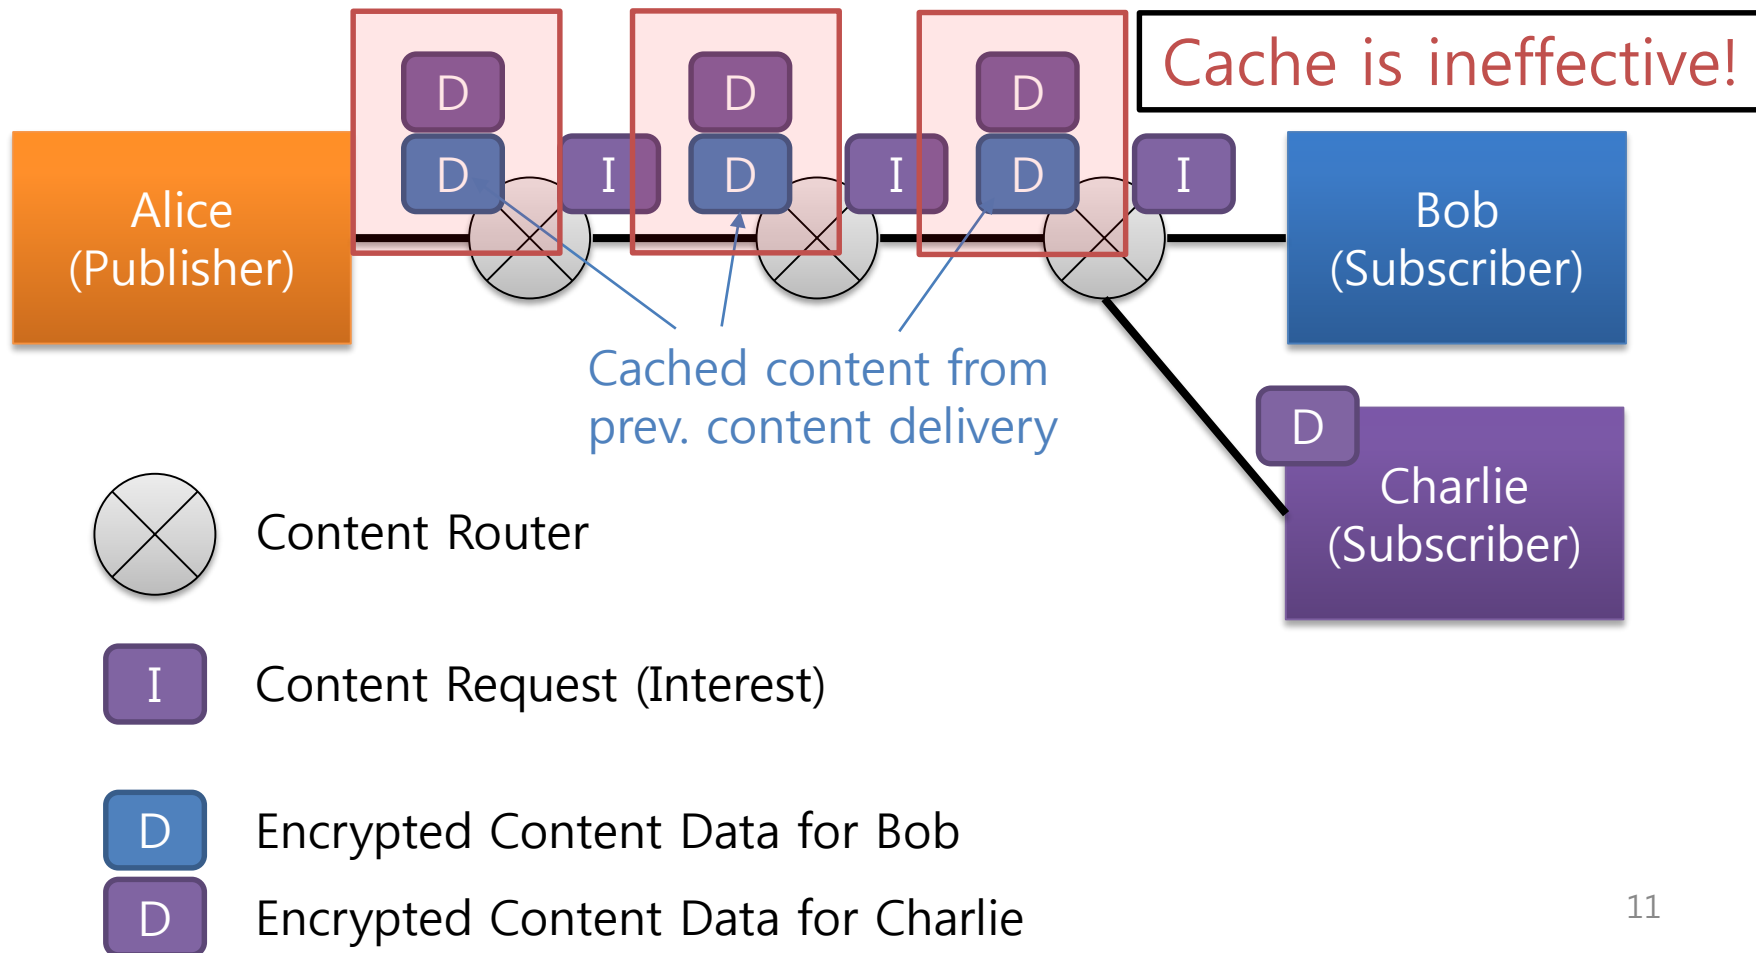 Cache is ineffective!
D
D
D
D
I
D
I
D
I
Alice
(Publisher)
Bob
(Subscriber)
Cached content from
prev. content delivery
D
Charlie
(Subscriber)
Content Router
I
Content Request (Interest)
D
Encrypted Content Data for Bob
D
Encrypted Content Data for Charlie
11